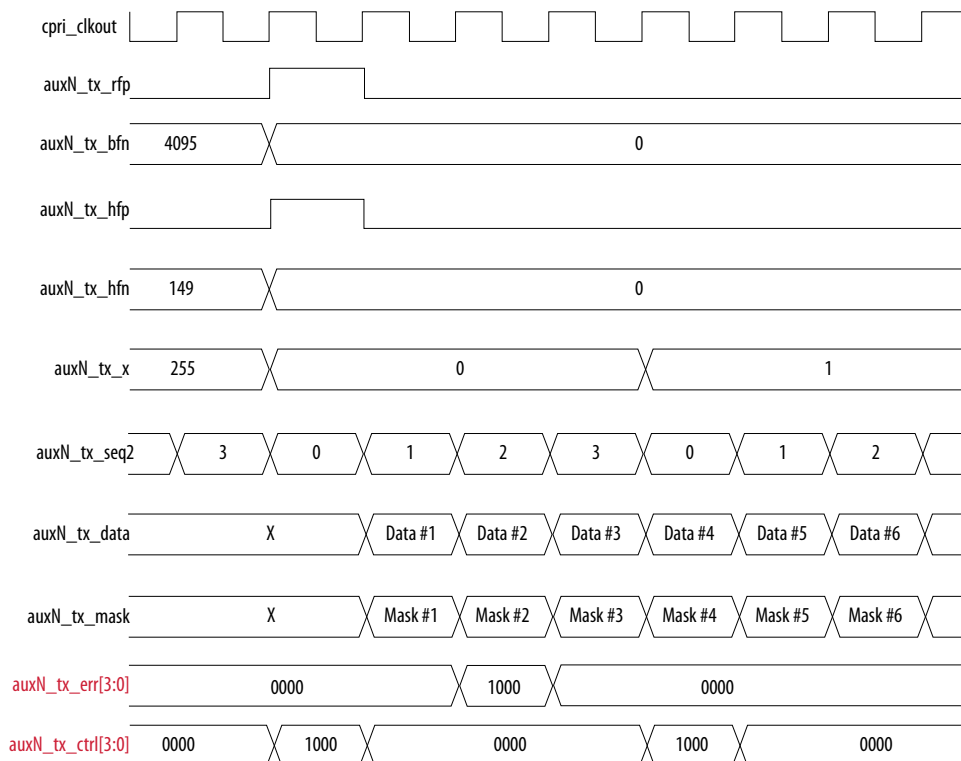 cpri_clkout
auxN_tx_rfp
auxN_tx_bfn 4095 0
auxN_tx_hfp
auxN_tx_hfn 149 0
auxN_tx_x 255 0 1
auxN_tx_seq 2 3 0 1 2 3 0 1 2
auxN_tx_data X Data #1 Data #2 Data #3 Data #4 Data #5 Data #6
auxN_tx_mask X Mask #1 Mask #2 Mask #3 Mask #4 Mask #5 Mask #6
auxN_tx_err[3:0] 0000 1000 0000
auxN_tx_ctrl[3:0] 0000 1000 0000 1000 0000